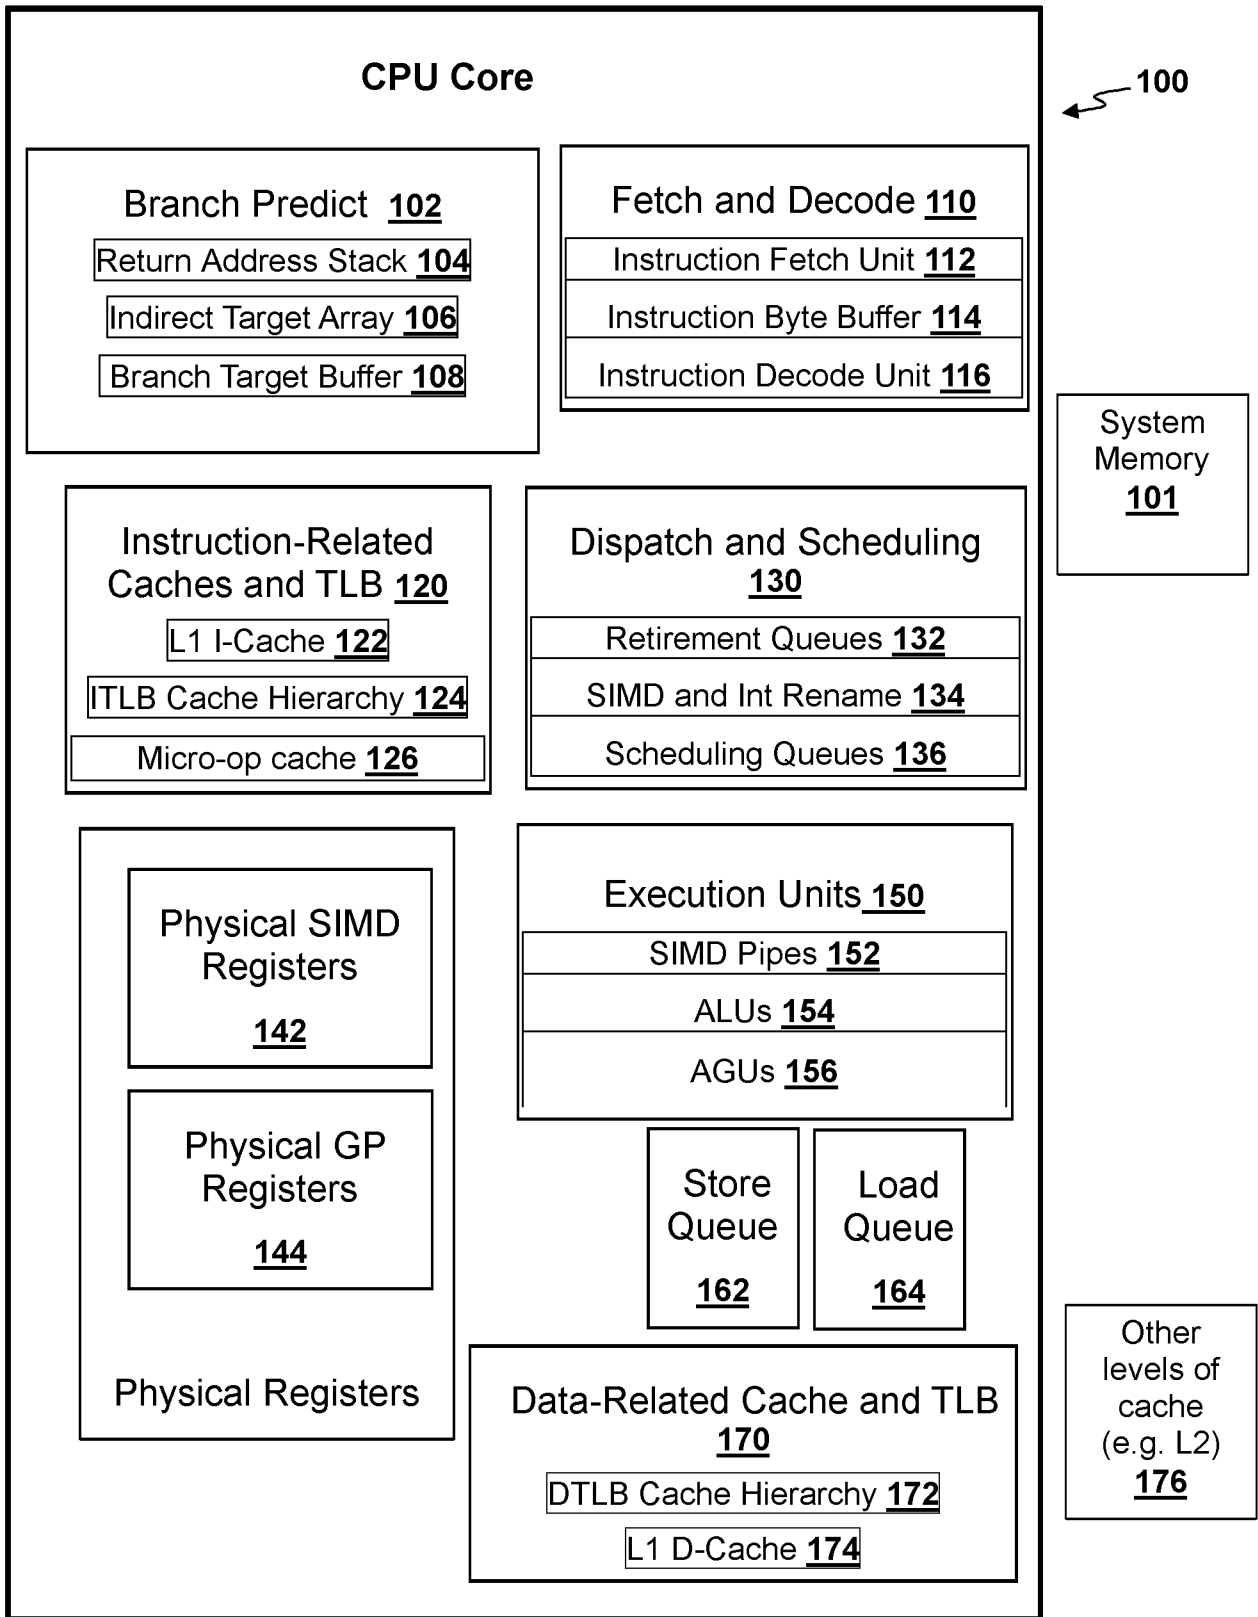 CPU Core
100
Branch Predict 102
Return Address Stack 104
Indirect Target Array 106
Branch Target Buffer 108
Fetch and Decode 110
Instruction Fetch Unit 112
Instruction Byte Buffer 114
Instruction Decode Unit 116
System
Memory
101
Instruction-Related
Caches and TLB 120
L1 I-Cache 122
ITLB Cache Hierarchy 124
Micro-op cache 126
Dispatch and Scheduling
130
Retirement Queues 132
SIMD and Int Rename 134
Scheduling Queues 136
Physical SIMD
Registers
142
Physical GP
Registers
144
Physical Registers
Execution Units 150
SIMD Pipes 152
ALUs 154
AGUs 156
Store
Queue
162
Load
Queue
164
Data-Related Cache and TLB
170
DTLB Cache Hierarchy 172
L1 D-Cache 174
Other
levels of
cache
(e.g. L2)
176